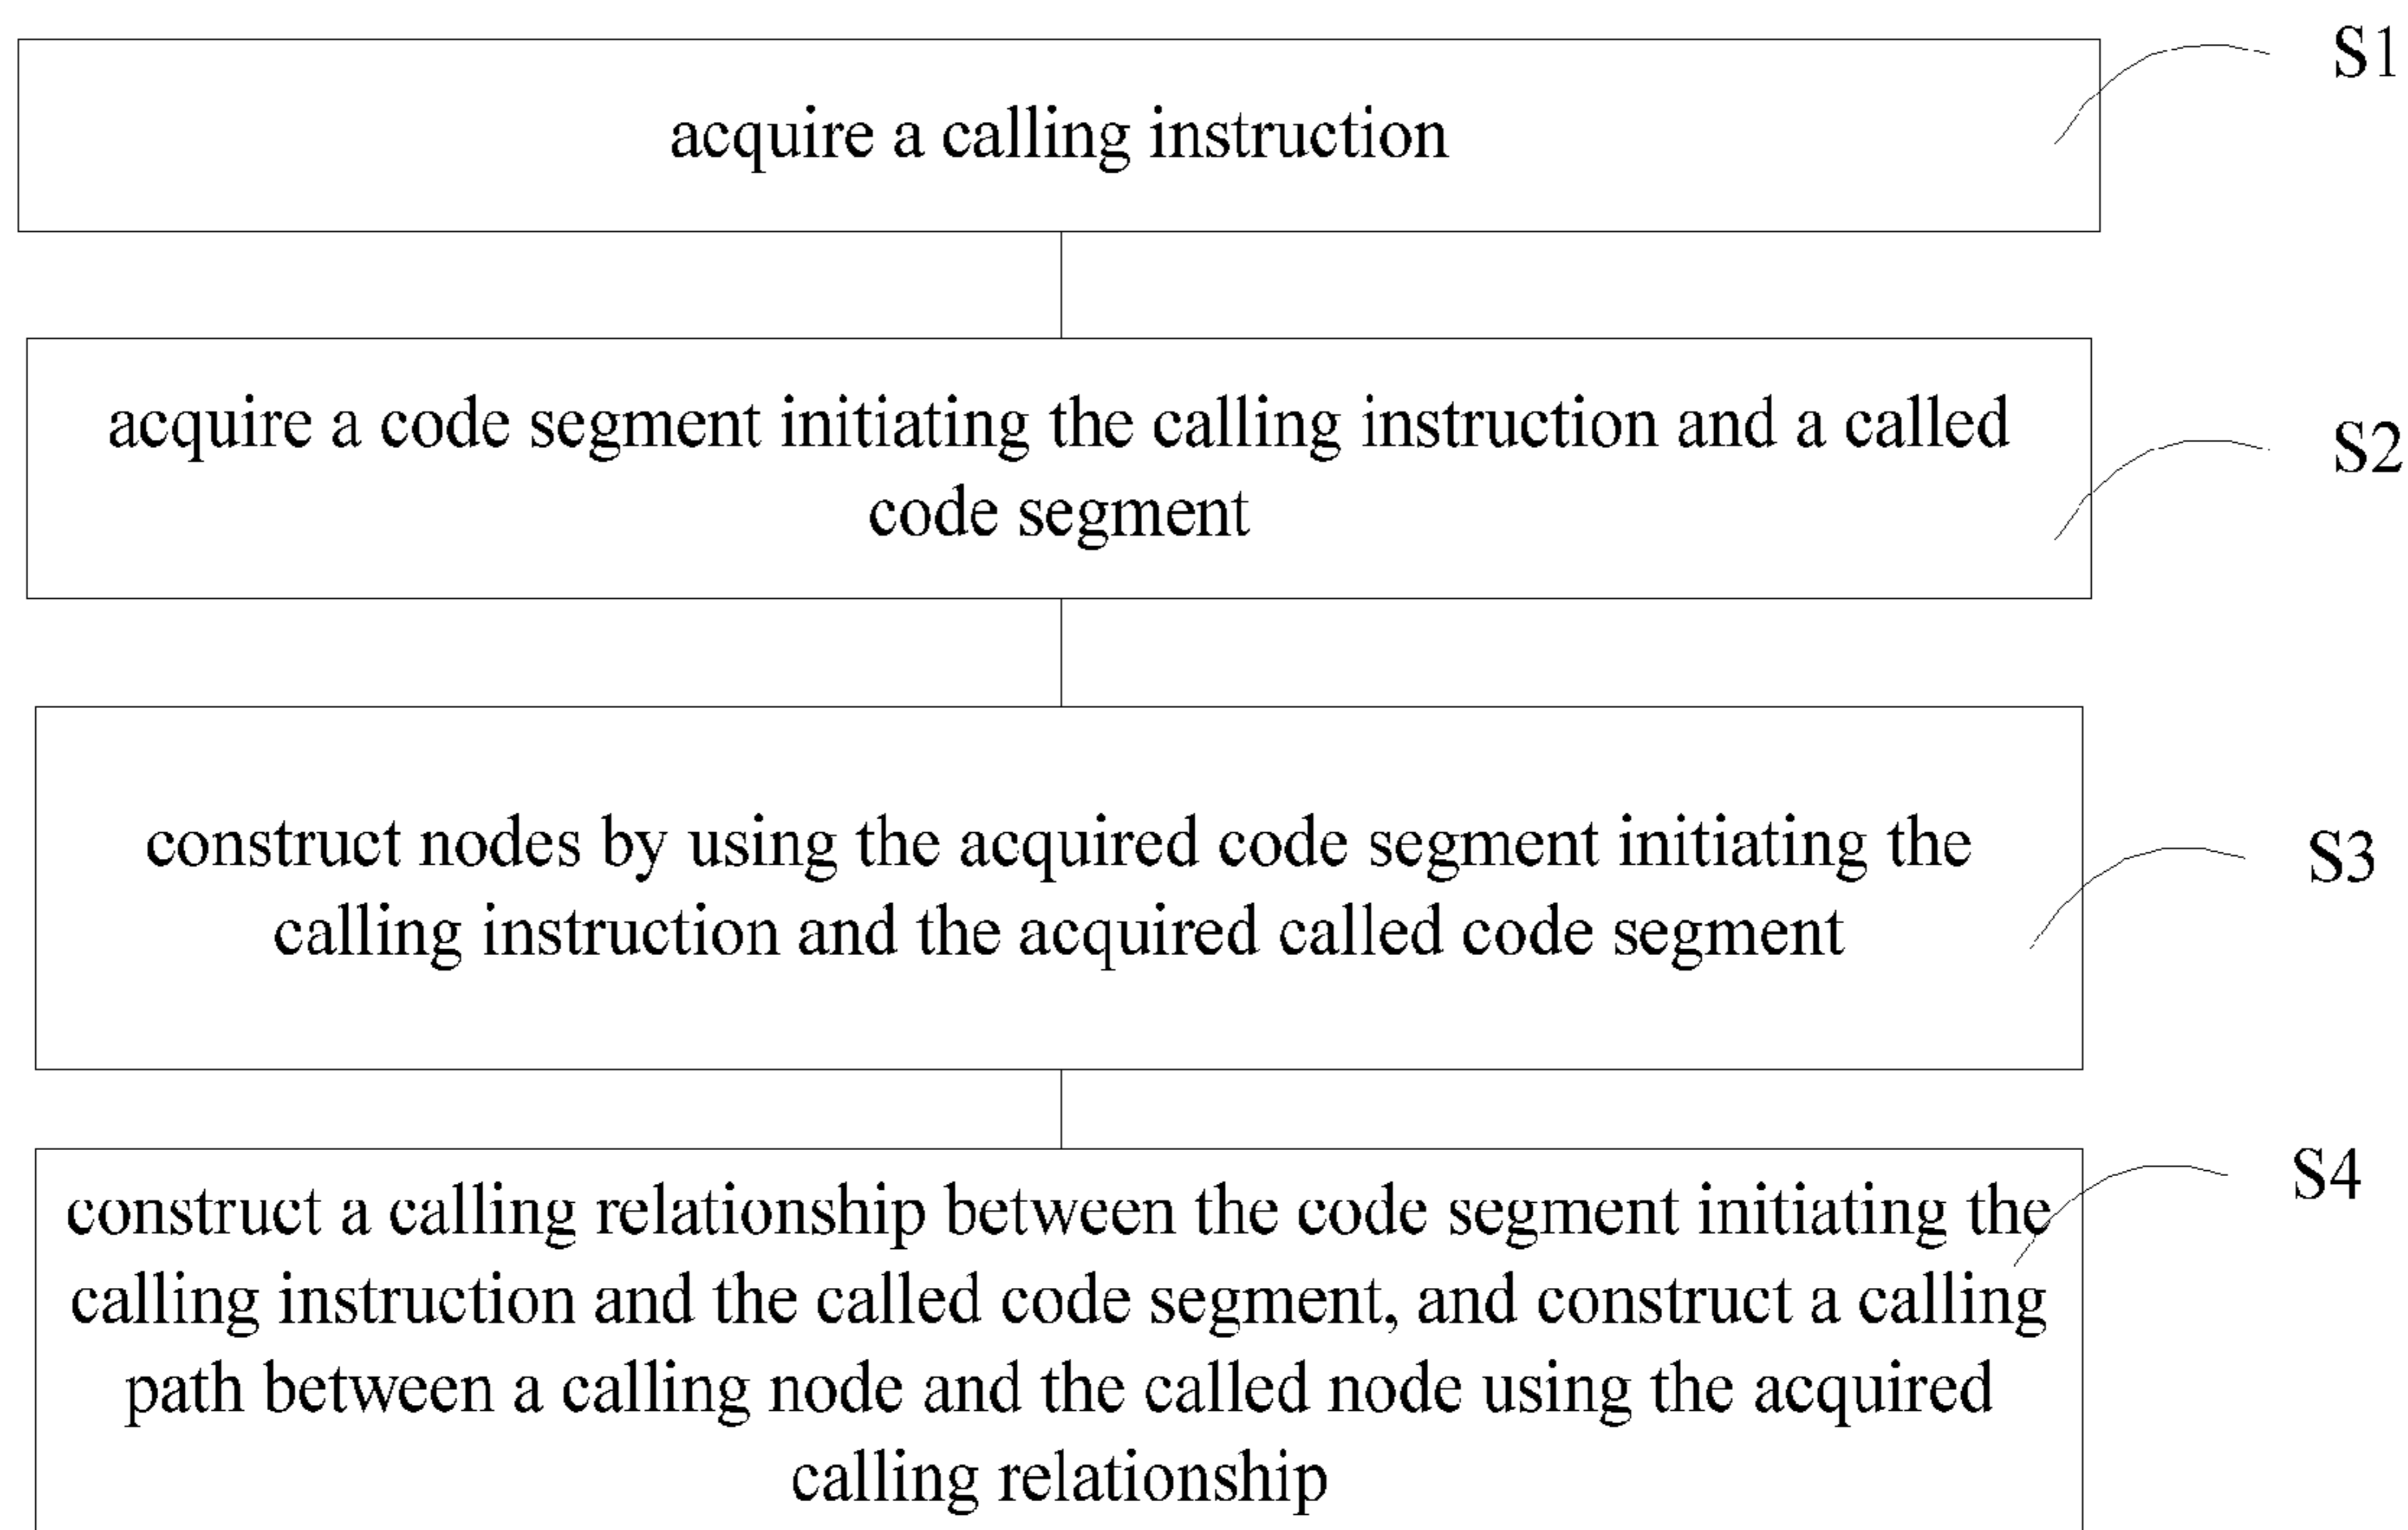 S1
acquire a calling instruction
acquire a code segment initiating the calling instruction and a called
code segment
S2
construct nodes by using the acquired code segment initiating the
calling instruction and the acquired called code segment
S3
S4
construct a calling relationship between the code segment initiating the
calling instruction and the called code segment, and construct a calling
path between a calling node and the called node using the acquired
calling relationship